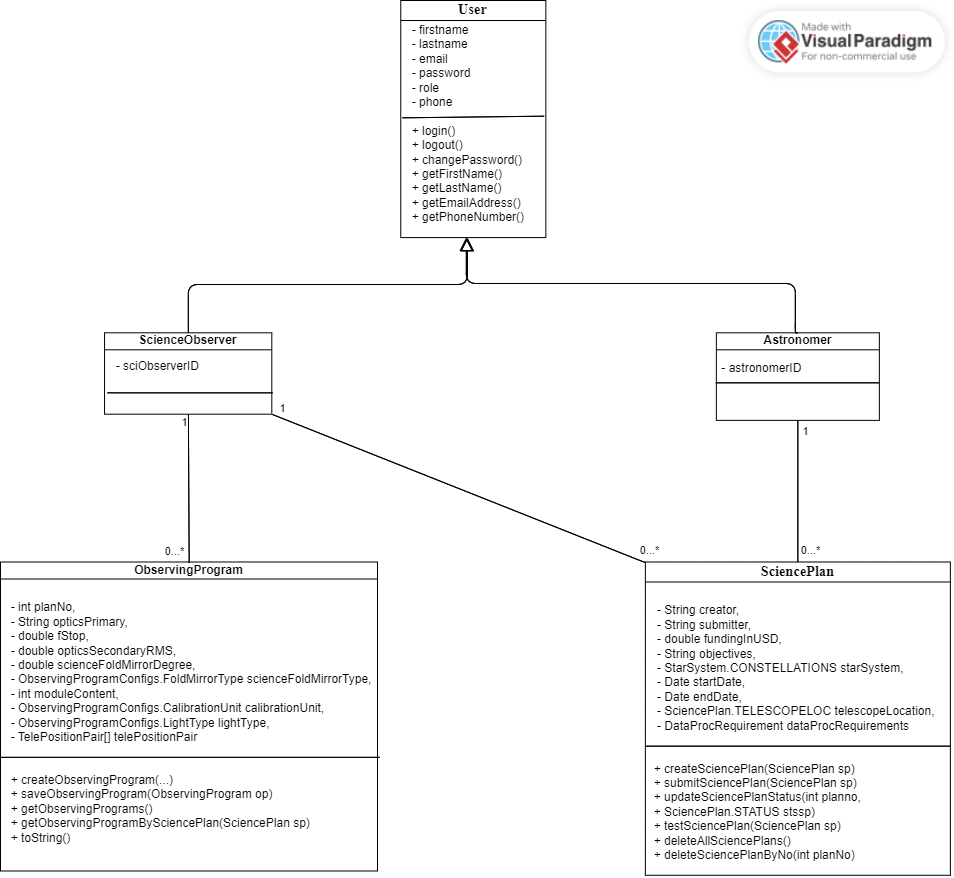 User
- firstname
- lastname
- email
- password
- role
- phone
+ login()
+ logout()
+ changePassword()
+ getFirstName()
+ getLastName()
+ getEmailAddress()
+ getPhoneNumber()
Made with
VisualParadigm
For non-commercial use
ScienceObserver
- sciObserverID
Astronomer
- astronomerID
1
1
1
0...*
0...*
0...*
ObservingProgram
- int planNo,
- String opticsPrimary,
- double fStop,
- double opticsSecondaryRMS,
- double scienceFoldMirrorDegree,
- ObservingProgramConfigs.FoldMirrorType scienceFoldMirrorType,
- int moduleContent,
- ObservingProgramConfigs.CalibrationUnit calibrationUnit,
- ObservingProgramConfigs.LightType lightType,
- TelePositionPair[] telePositionPair
+ createObservingProgram(...)
+ saveObservingProgram(ObservingProgram op)
+ getObservingPrograms()
+ getObservingProgramBySciencePlan(SciencePlan sp)
+ toString()
SciencePlan
- String creator,
- String submitter,
- double fundingInUSD,
- String objectives,
- StarSystem.CONSTELLATIONS starSystem,
- Date startDate,
- Date endDate,
- SciencePlan.TELESCOPELOC telescopeLocation,
- DataProcRequirement dataProcRequirements
+ createSciencePlan(SciencePlan sp)
+ submitSciencePlan(SciencePlan sp)
+ updateSciencePlanStatus(int planno,
+ SciencePlan.STATUS stssp)
+ testSciencePlan(SciencePlan sp)
+ deleteAllSciencePlans()
+ deleteSciencePlanByNo(int planNo)